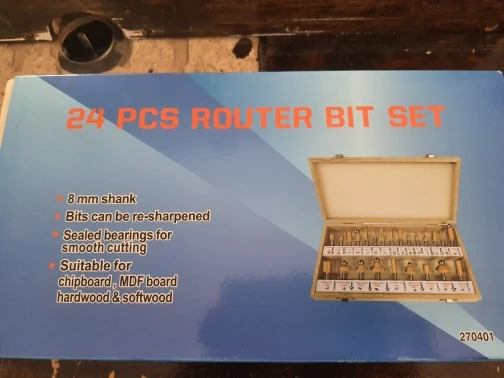 24 PCS ROUTER BIT SET
8 mm shank
Bits can be re-sharpened
Sealed bearings for
smooth cutting
Suitable for
chipboard , MDF board
hardwood & softwood
270401